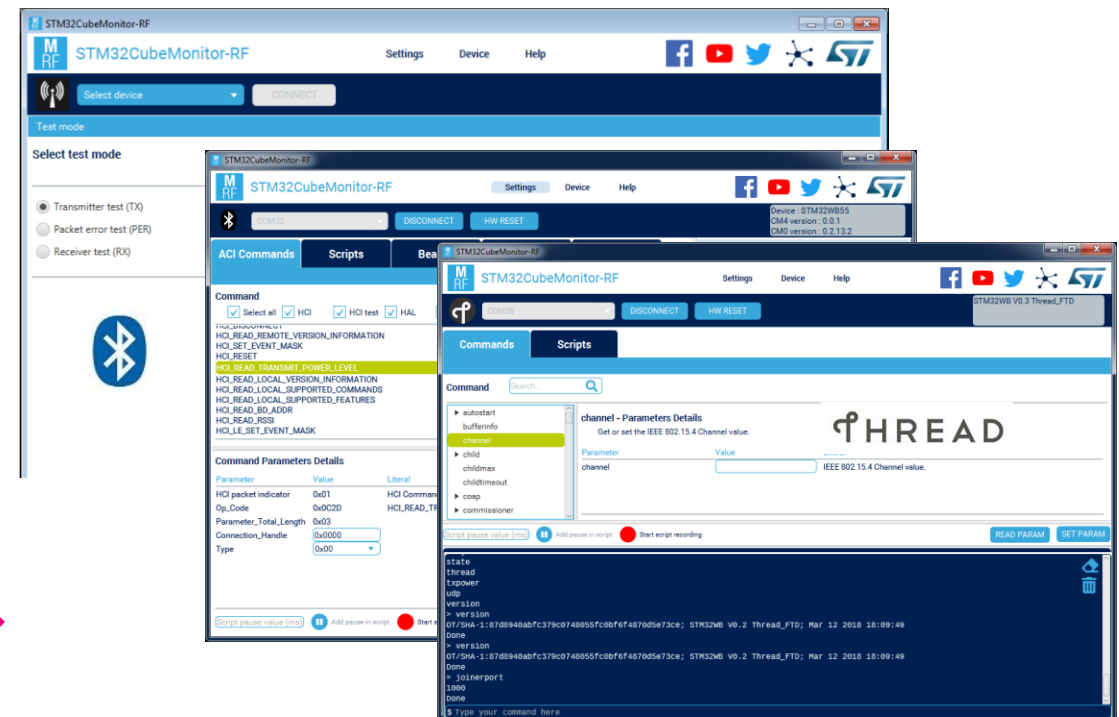 STM32CubeMonitor-RF
M
RF
STM32CubeMonitor-RF
Settings Device Help
Select device
CONNECT
Test mode
Select test mode
Transmitter test (TX)
Packet error test (PER)
Receiver test (RX)
STM32CubeMonitor-RF
M
RF
STM32CubeMonitor-RF
Settings Device Help
COM32
DISCONNECT
HW RESET
Device : STM32WB55
CM4 version : 0.0.1
CM0 version : 0.2.13.2
ACI Commands Scripts Bea
Command
Select all HCI HCI test HAL
HCI_DISCONNECT
HCI_READ_REMOTE_VERSION_INFORMATION
HCI_SET_EVENT_MASK
HCI_RESET
HCI_READ_TRANSMIT_POWER_LEVEL
HCI_READ_LOCAL_VERSION_INFORMATION
HCI_READ_LOCAL_SUPPORTED_COMMANDS
HCI_READ_LOCAL_SUPPORTED_FEATURES
HCI_READ_BD_ADDR
HCI_READ_RSSI
HCI_LE_SET_EVENT_MASK
Command Parameters Details
Parameter Value Literal
HCI packet indicator 0x01 HCI Comman
Op_Code 0x0C2D HCI_READ_TR
Parameter_Total_Length 0x03
Connection_Handle 0x0000
Type 0x00
Script pause value (ms) Add pause in script Start s
STM32CubeMonitor-RF
M
RF
STM32CubeMonitor-RF
Settings Device Help
COM38
DISCONNECT
HW RESET
STM32WB V0.3 Thread_FTD
Commands Scripts
Command Search...
autostart
bufferinfo
channel
child
childmax
childtimeout
coap
commissioner
channel - Parameters Details
Get or set the IEEE 802.15.4 Channel value.
THREAD
Parameter Value
channel IEEE 802.15.4 Channel value.
Script pause value (ms) Add pause in script Start script recording READ PARAM SET PARAM
state
thread
txpower
udp
version
> version
OT/SHA-1:87d8940abfc379c0748055fc0bf6f4870d5e73ce; STM32WB V0.2 Thread_FTD; Mar 12 2018 18:09:49
Done
> version
OT/SHA-1:87d8940abfc379c0748055fc0bf6f4870d5e73ce; STM32WB V0.2 Thread_FTD; Mar 12 2018 18:09:49
Done
> joinerport
1000
Done
$ Type your command here